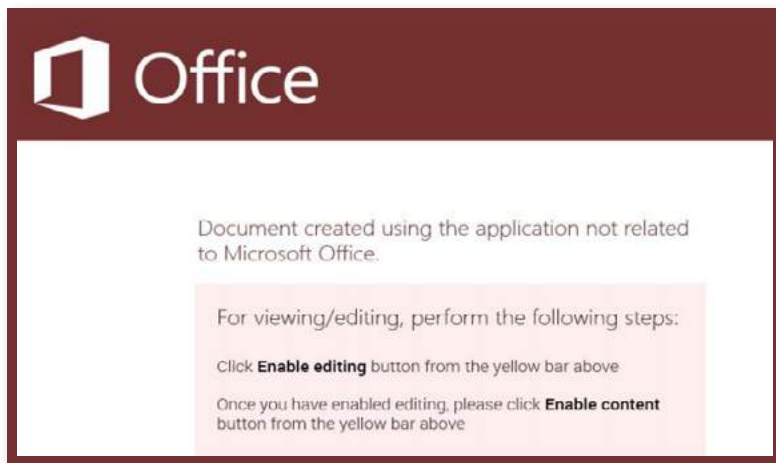 Office
Document created using the application not related
to Microsoft Office.
For viewing/editing, perform the following steps:
Click Enable editing button from the yellow bar above
Once you have enabled editing, please click Enable content
button from the yellow bar above